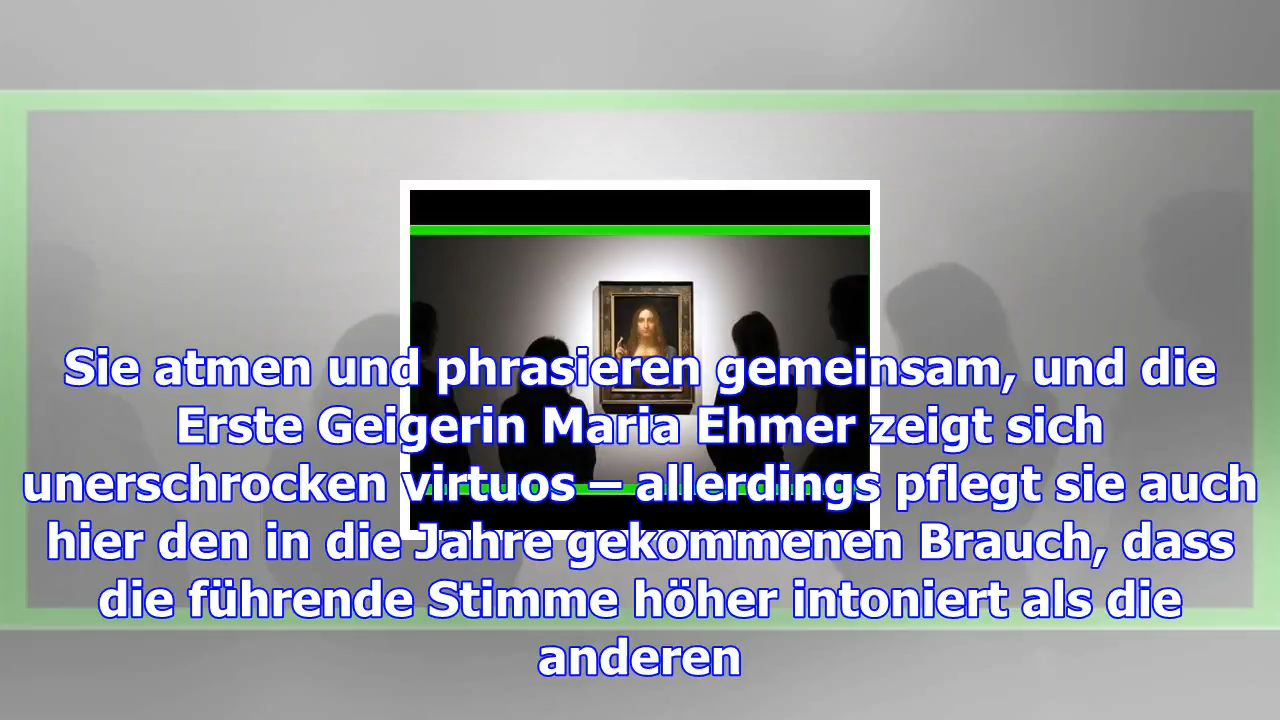 Sie atmen und phrasieren gemeinsam, und die
Erste Geigerin Maria Ehmer zeigt sich
unerschrocken virtuos – allerdings pflegt sie auch
hier den in die Jahre gekommenen Brauch, dass
die führende Stimme höher intoniert als die
anderen